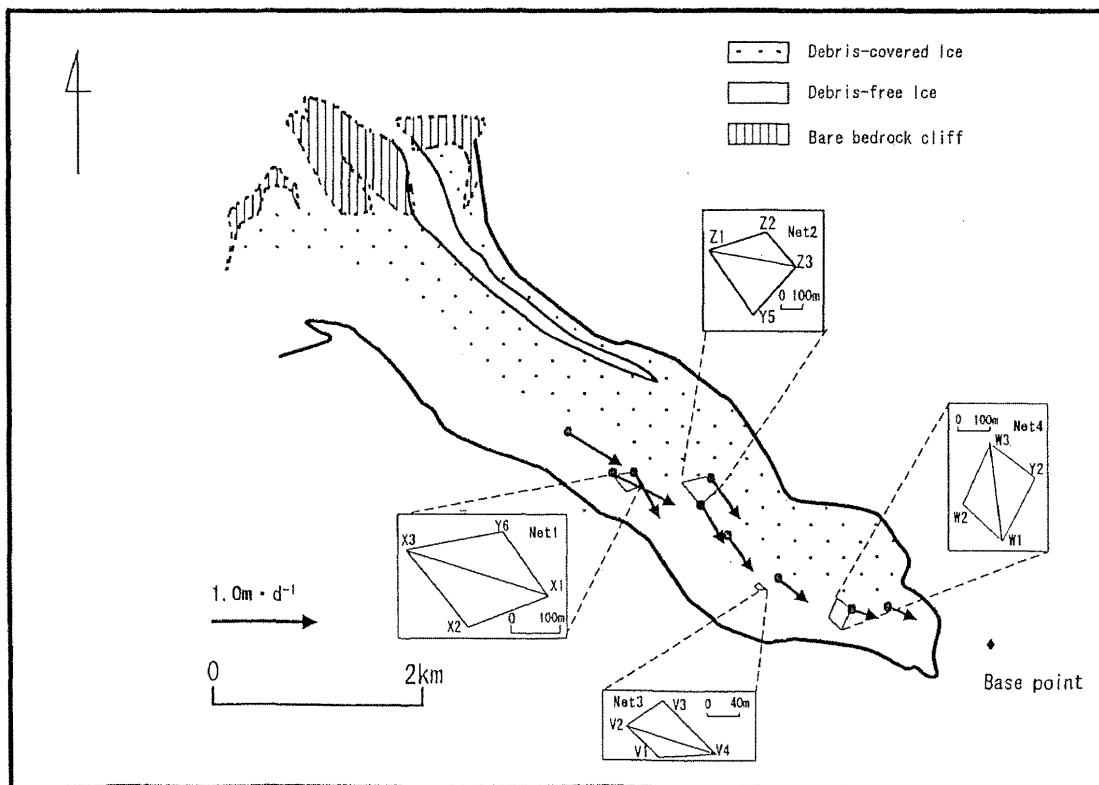 Debris-covered Ice
Debris-free Ice
Bare bedrock cliff
Z1
Z2
Net2
Z3
0 100m
Y5
0 100m
Net4
W3
Y2
W2
W1
X3
Y6
Net1
X1
X2
0 100m
1.0m・d⁻¹
0 2km
Net3
V3
0 40m
V2
V1
V4
Base point